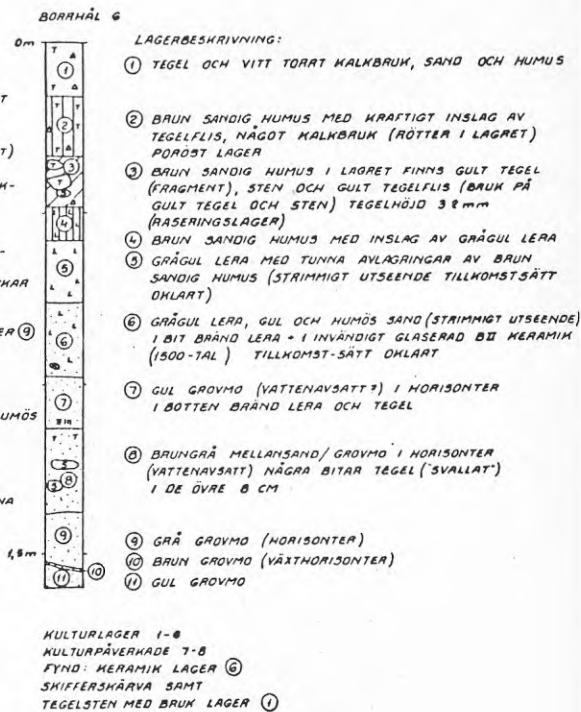 BORRHÅL 6
0m
LAGERBESKRIVNING:
① TEGEL OCH VITT TORRT KALKBRUK, SAND OCH HUMUS
② BRUN SANDIG HUMUS MED KRAFTIGT INSLAG AV
TEGELFLIS, NÅGOT KALKBRUK (RÖTTER I LAGRET)
PORÖST LAGER
③ BRUN SANDIG HUMUS I LAGRET FINNS GULT TEGEL
(FRAGMENT), STEN OCH GULT TEGELFLIS (BRUK PÅ
GULT TEGEL OCH STEN) TEGELHÖJD 38mm
(RASERINGSLAGER)
④ BRUN SANDIG HUMUS MED INSLAG AV GRÅGUL LERA
⑤ GRÅGUL LERA MED TUNNA AVLAGRINGAR AV BRUN
SANDIG HUMUS (STRIMMIGT UTSEENDE TILLKOMSTSÄTT
OKLART)
⑥ GRÅGUL LERA, GUL OCH HUMÖS SAND (STRIMMIGT UTSEENDE)
1 BIT BRÄND LERA + 1 INVÄNDIGT GLASERAD BII KERAMIK
(1500-TAL) TILLKOMST-SÄTT OKLART
⑦ GUL GROVMO (VATTENAVSATT?) I HORISONTER
I BOTTEN BRÄND LERA OCH TEGEL
⑧ BRUNGRÅ MELLANSAND/GROVMO I HORISONTER
(VATTENAVSATT) NÅGRA BITAR TEGEL ("SVALLAT")
I DE ÖVRE 8 CM
⑨ GRÅ GROVMO (HORISONTER)
⑩ BRUN GROVMO (VÄXTHORISONTER)
⑪ GUL GROVMO
1,5m
KULTURLAGER 1-6
KULTURPÅVERKADE 7-8
FYND: KERAMIK LAGER ⑥
SKIFFERSKÄRVA SAMT
TEGELSTEN MED BRUK LAGER ①